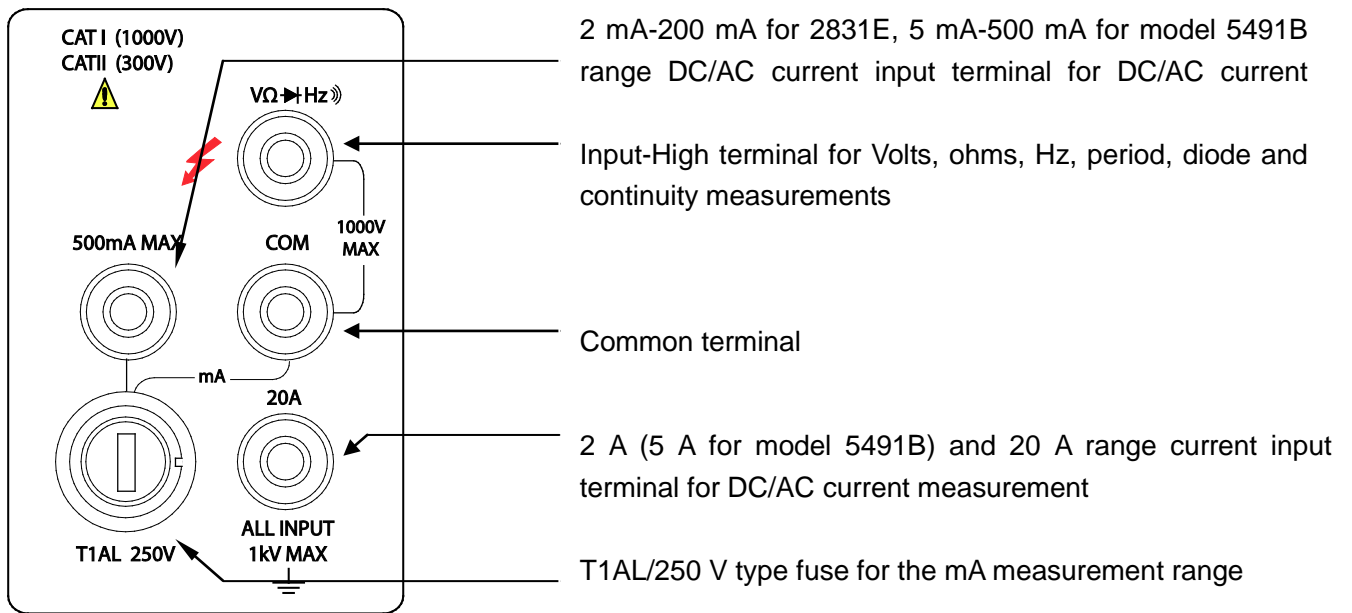 CAT I (1000V)
CATII (300V)
VΩ Hz
500mA MAX
COM
1000V
MAX
mA
20A
T1AL 250V
ALL INPUT
1kV MAX
2 mA-200 mA for 2831E, 5 mA-500 mA for model 5491B
range DC/AC current input terminal for DC/AC current
Input-High terminal for Volts, ohms, Hz, period, diode and
continuity measurements
Common terminal
2 A (5 A for model 5491B) and 20 A range current input
terminal for DC/AC current measurement
T1AL/250 V type fuse for the mA measurement range